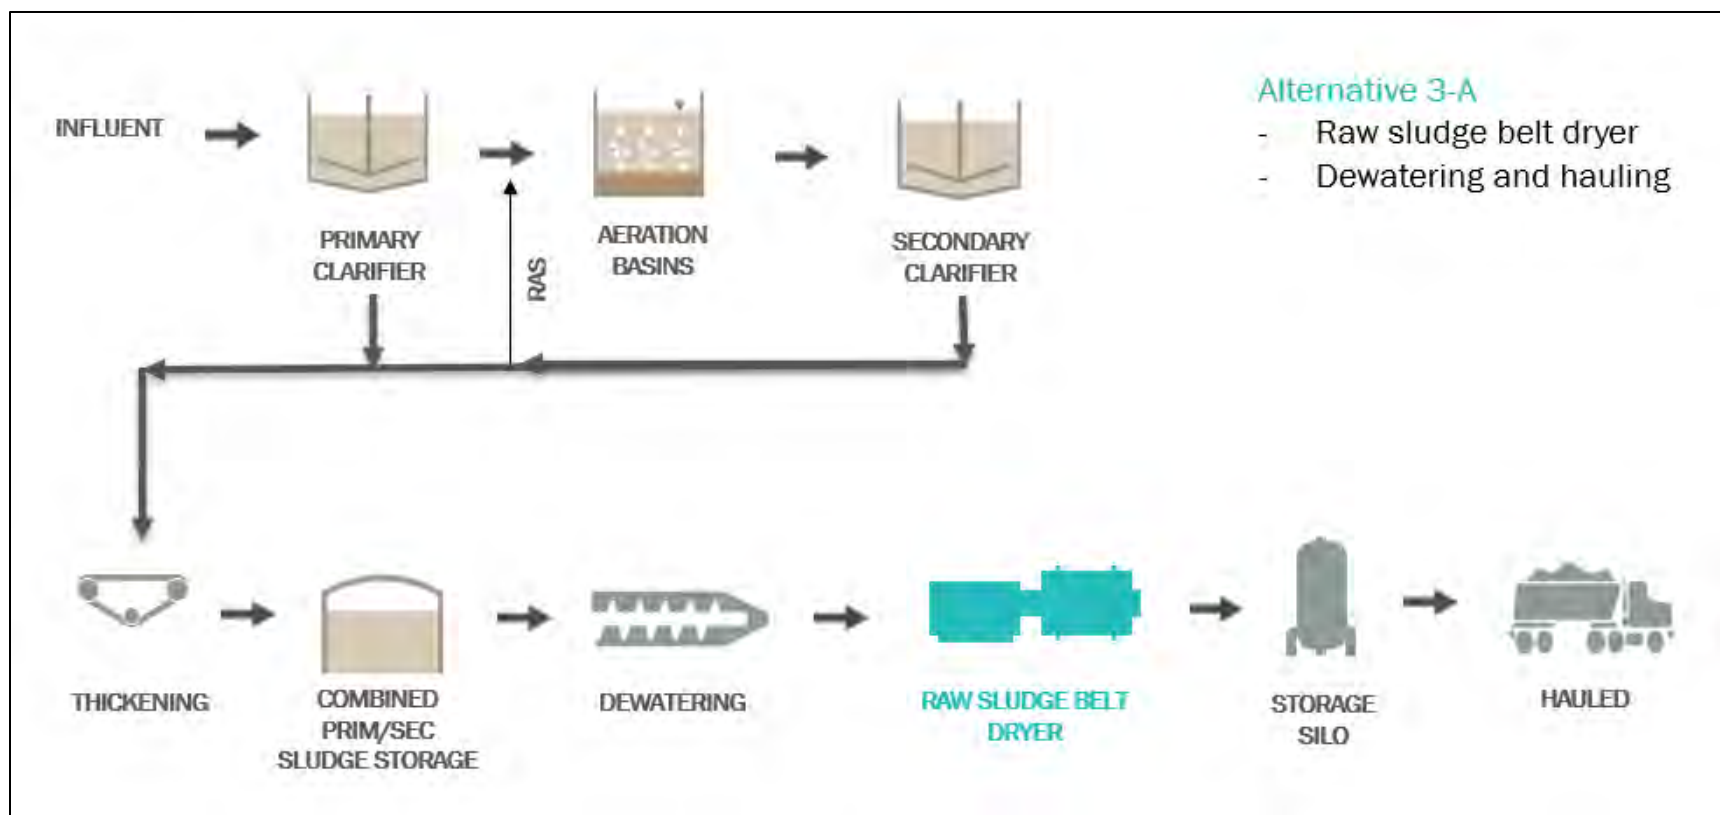 Alternative 3-A
- Raw sludge belt dryer
- Dewatering and hauling
INFLUENT
PRIMARY
CLARIFIER
RAS
AERATION
BASINS
SECONDARY
CLARIFIER
THICKENING
COMBINED
PRIM/SEC
SLUDGE STORAGE
DEWATERING
RAW SLUDGE BELT
DRYER
STORAGE
SILO
HAULED